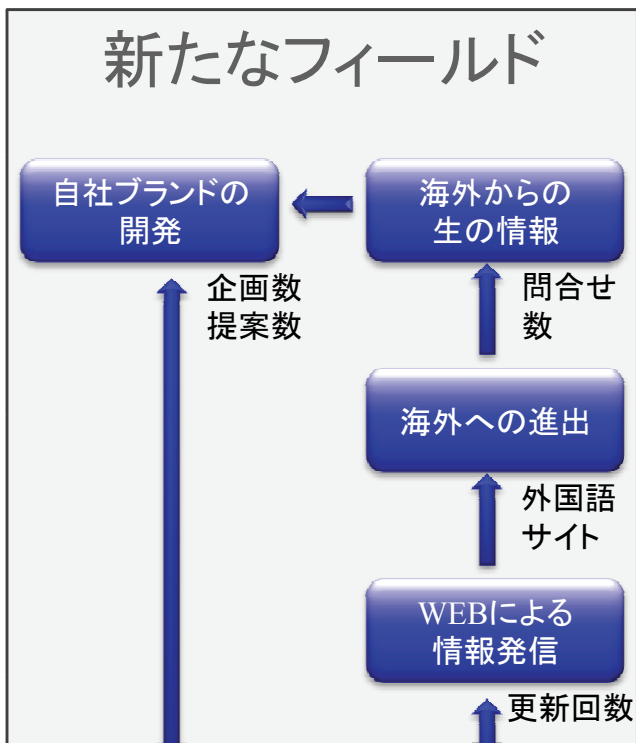 新たなフィールド
自社ブランドの
開発
海外からの
生の情報
企画数
提案数
問合せ
数
海外への進出
外国語
サイト
WEBによる
情報発信
更新回数